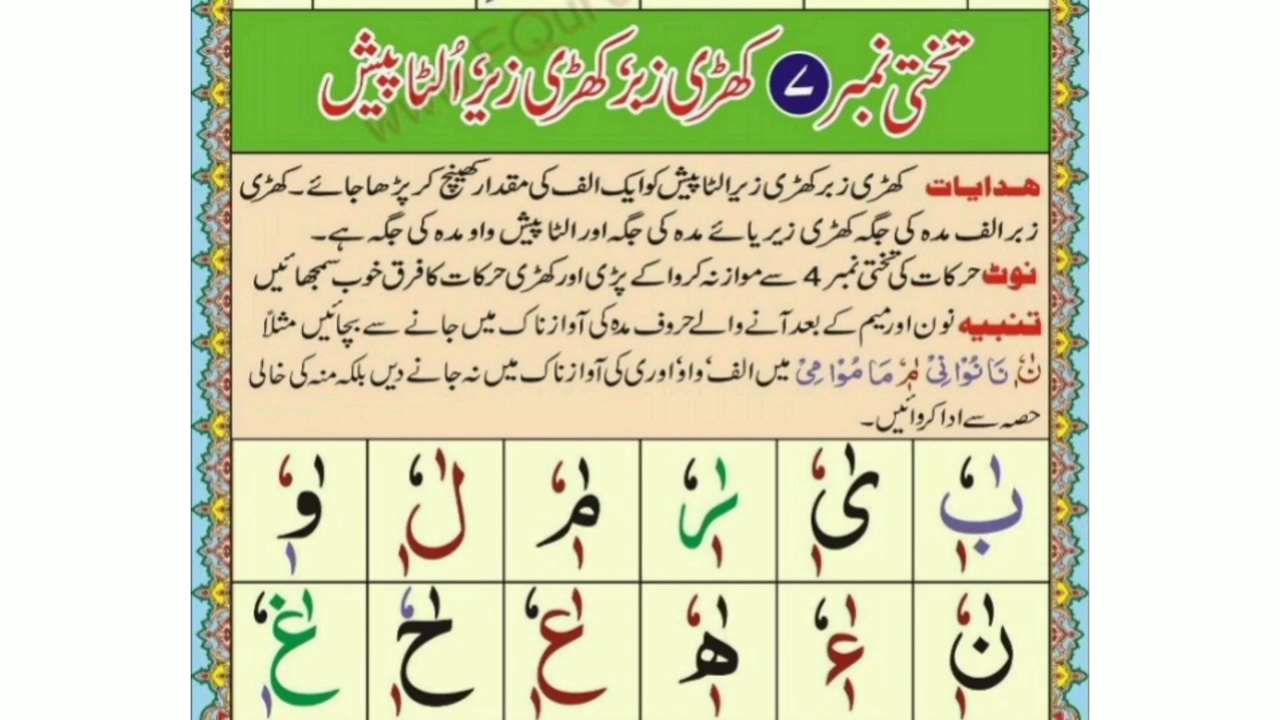 تختی نمبر ۷ کھڑی زبر، کھڑی زیر، اُلٹا پیش
ھدایات کھڑی زبر کھڑی زیر الٹا پیش کو ایک الف کی مقدار کھینچ کر پڑھا جائے۔ کھڑی
زبر الف مدہ کی جگہ کھڑی زیر یائے مدہ کی جگہ اور الٹا پیش واو مدہ کی جگہ ہے۔
نوٹ حرکات کی تختی نمبر 4 سے موازنہ کروا کے پڑی اور کھڑی حرکات کا فرق خوب سمجھائیں
تنبیہ نون اور میم کے بعد آنے والے حروف مدہ کی آواز ناک میں جانے سے بچائیں مثلاً
نٰ نَا نُوْا نِیْ مٰ مَا مُوْا مِیْ میں الف، واو، اور ی کی آواز ناک میں نہ جانے دیں بلکہ منہ کی خالی
حصہ سے ادا کروائیں۔
بٰٖٗ یٰٖٗ رٰٖٗ مٰٖٗ لٰٖٗ وٰٖٗ
نٰٖٗ ءٰٖٗ ھٰٖٗ عٰٖٗ حٰٖٗ غٰٖٗ